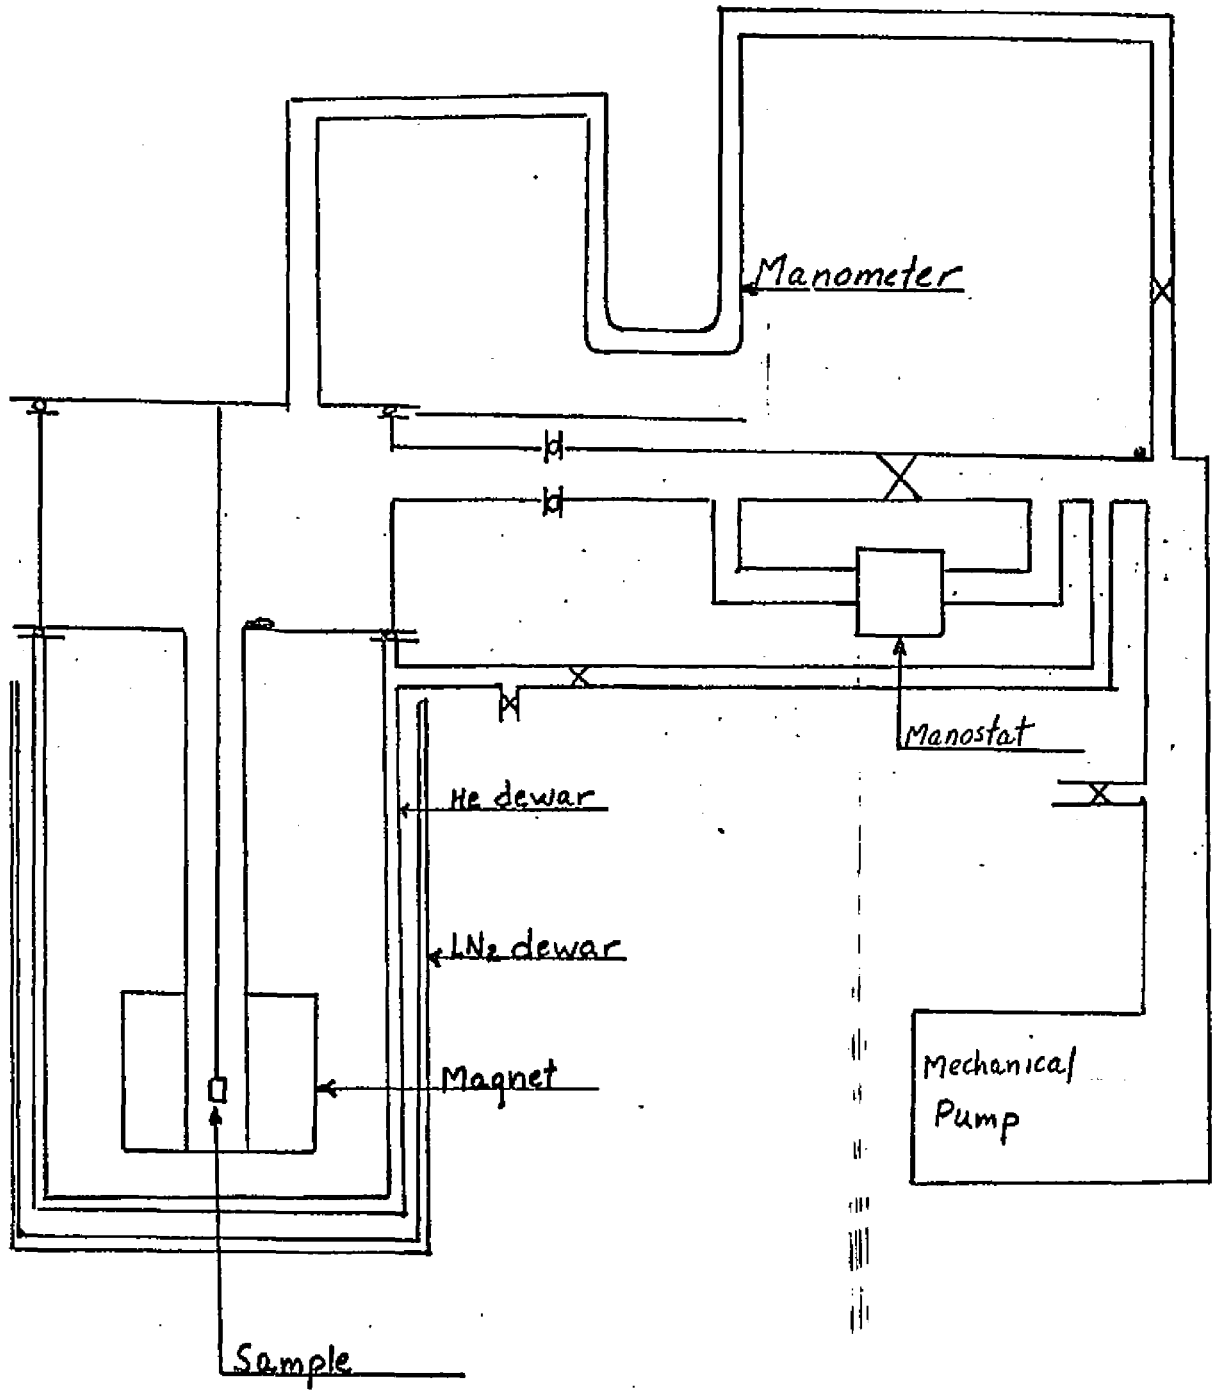 Manometer
Manostat
He dewar
LN₂ dewar
Magnet
Mechanical
Pump
Sample